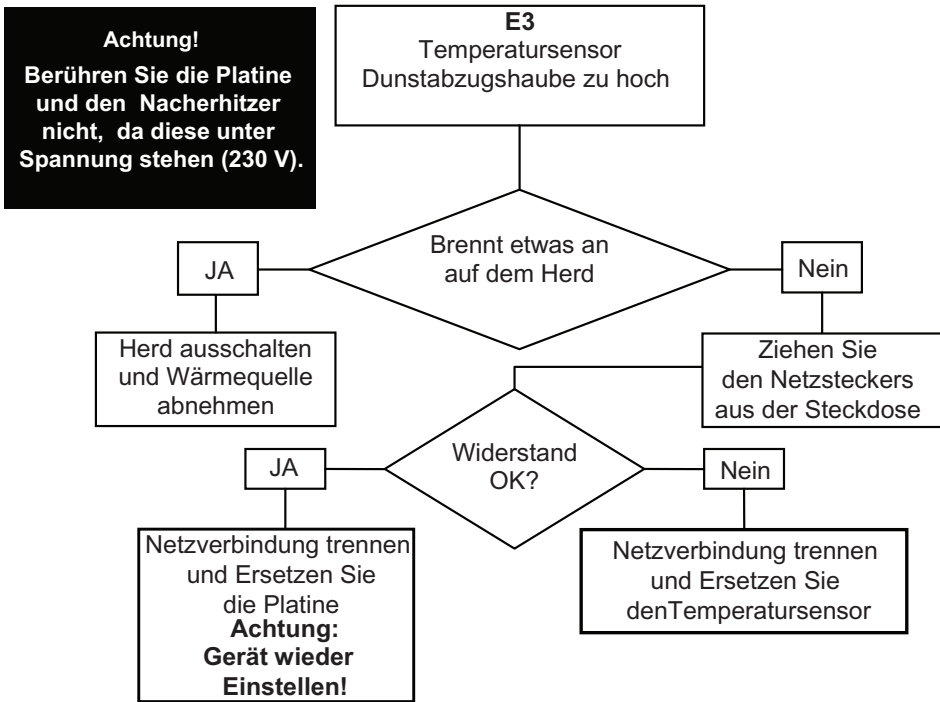 Achtung!
Berühren Sie die Platine
und den Nacherhitzer
nicht, da diese unter
Spannung stehen (230 V).
E3
Temperatursensor
Dunstabzugshaube zu hoch
Brennt etwas an
auf dem Herd
JA
Nein
Herd ausschalten
und Wärmequelle
abnehmen
Ziehen Sie
den Netzsteckers
aus der Steckdose
Widerstand
OK?
JA
Nein
Netzverbindung trennen
und Ersetzen Sie
die Platine
Achtung:
Gerät wieder
Einstellen!
Netzverbindung trennen
und Ersetzen Sie
denTemperatursensor